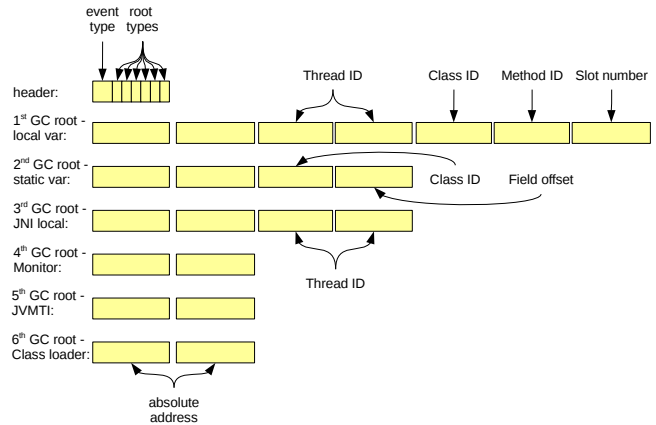 event type
root types
header:
Thread ID
Class ID
Method ID
Slot number
1st GC root -
local var:
2nd GC root -
static var:
Class ID
Field offset
3rd GC root -
JNI local:
4th GC root -
Monitor:
Thread ID
5th GC root -
JVMTI:
6th GC root -
Class loader:
absolute
address